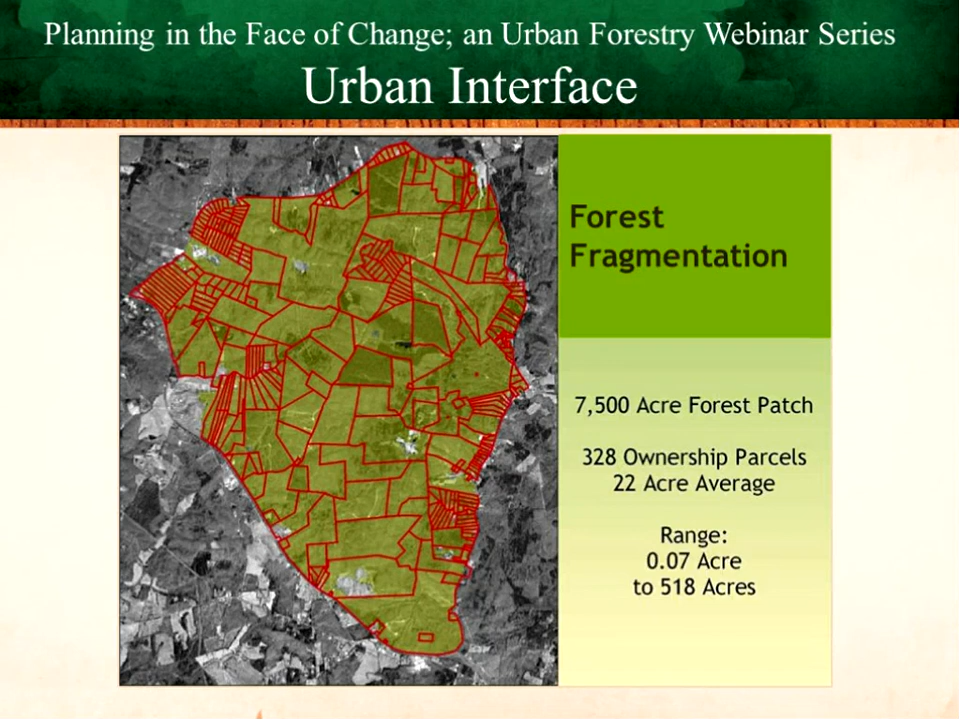 Planning in the Face of Change; an Urban Forestry Webinar Series
Urban Interface
Forest
Fragmentation
7,500 Acre Forest Patch
328 Ownership Parcels
22 Acre Average
Range:
0.07 Acre
to 518 Acres